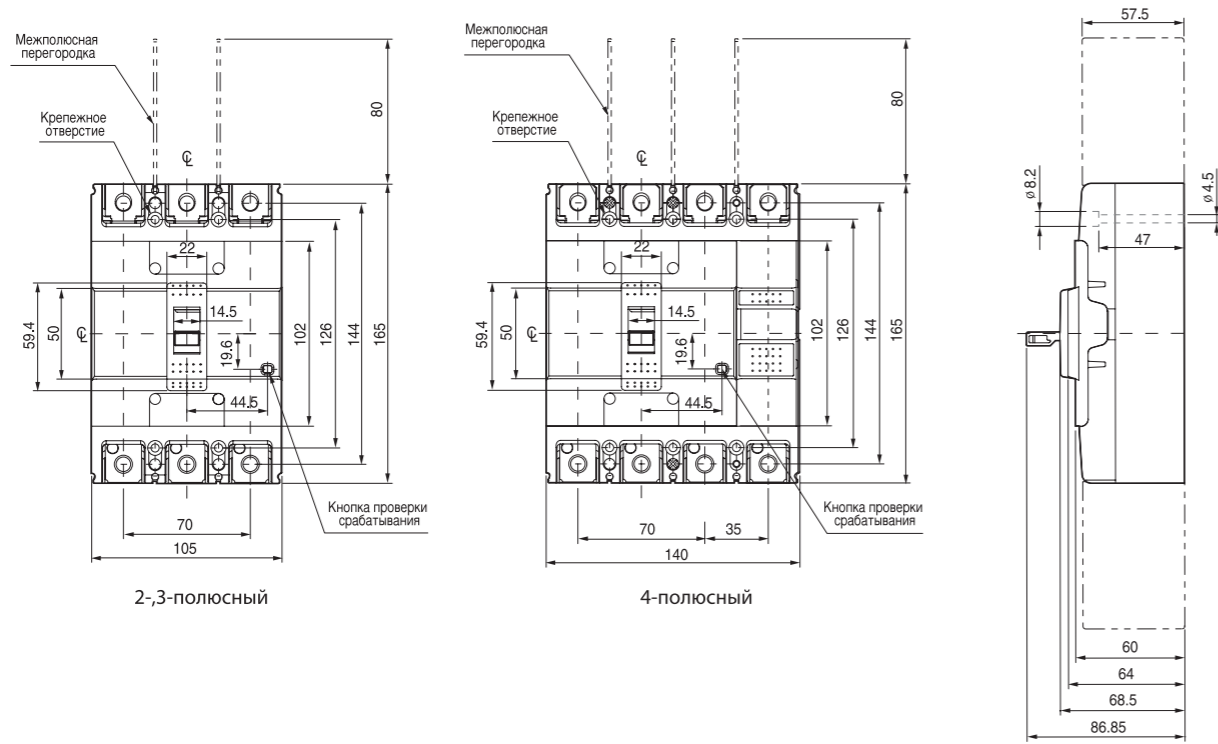 Межполюсная
перегородка
Крепежное
отверстие
℄
80
22
14.5
59.4
50
℄
19.6
44.5
102
126
144
165
Кнопка проверки
срабатывания
70
105
2-,3-полюсный
Межполюсная
перегородка
Крепежное
отверстие
℄
80
22
14.5
59.4
50
℄
19.6
44.5
102
126
144
165
Кнопка проверки
срабатывания
70
35
140
4-полюсный
57.5
ø8.2
ø4.5
47
60
64
68.5
86.85